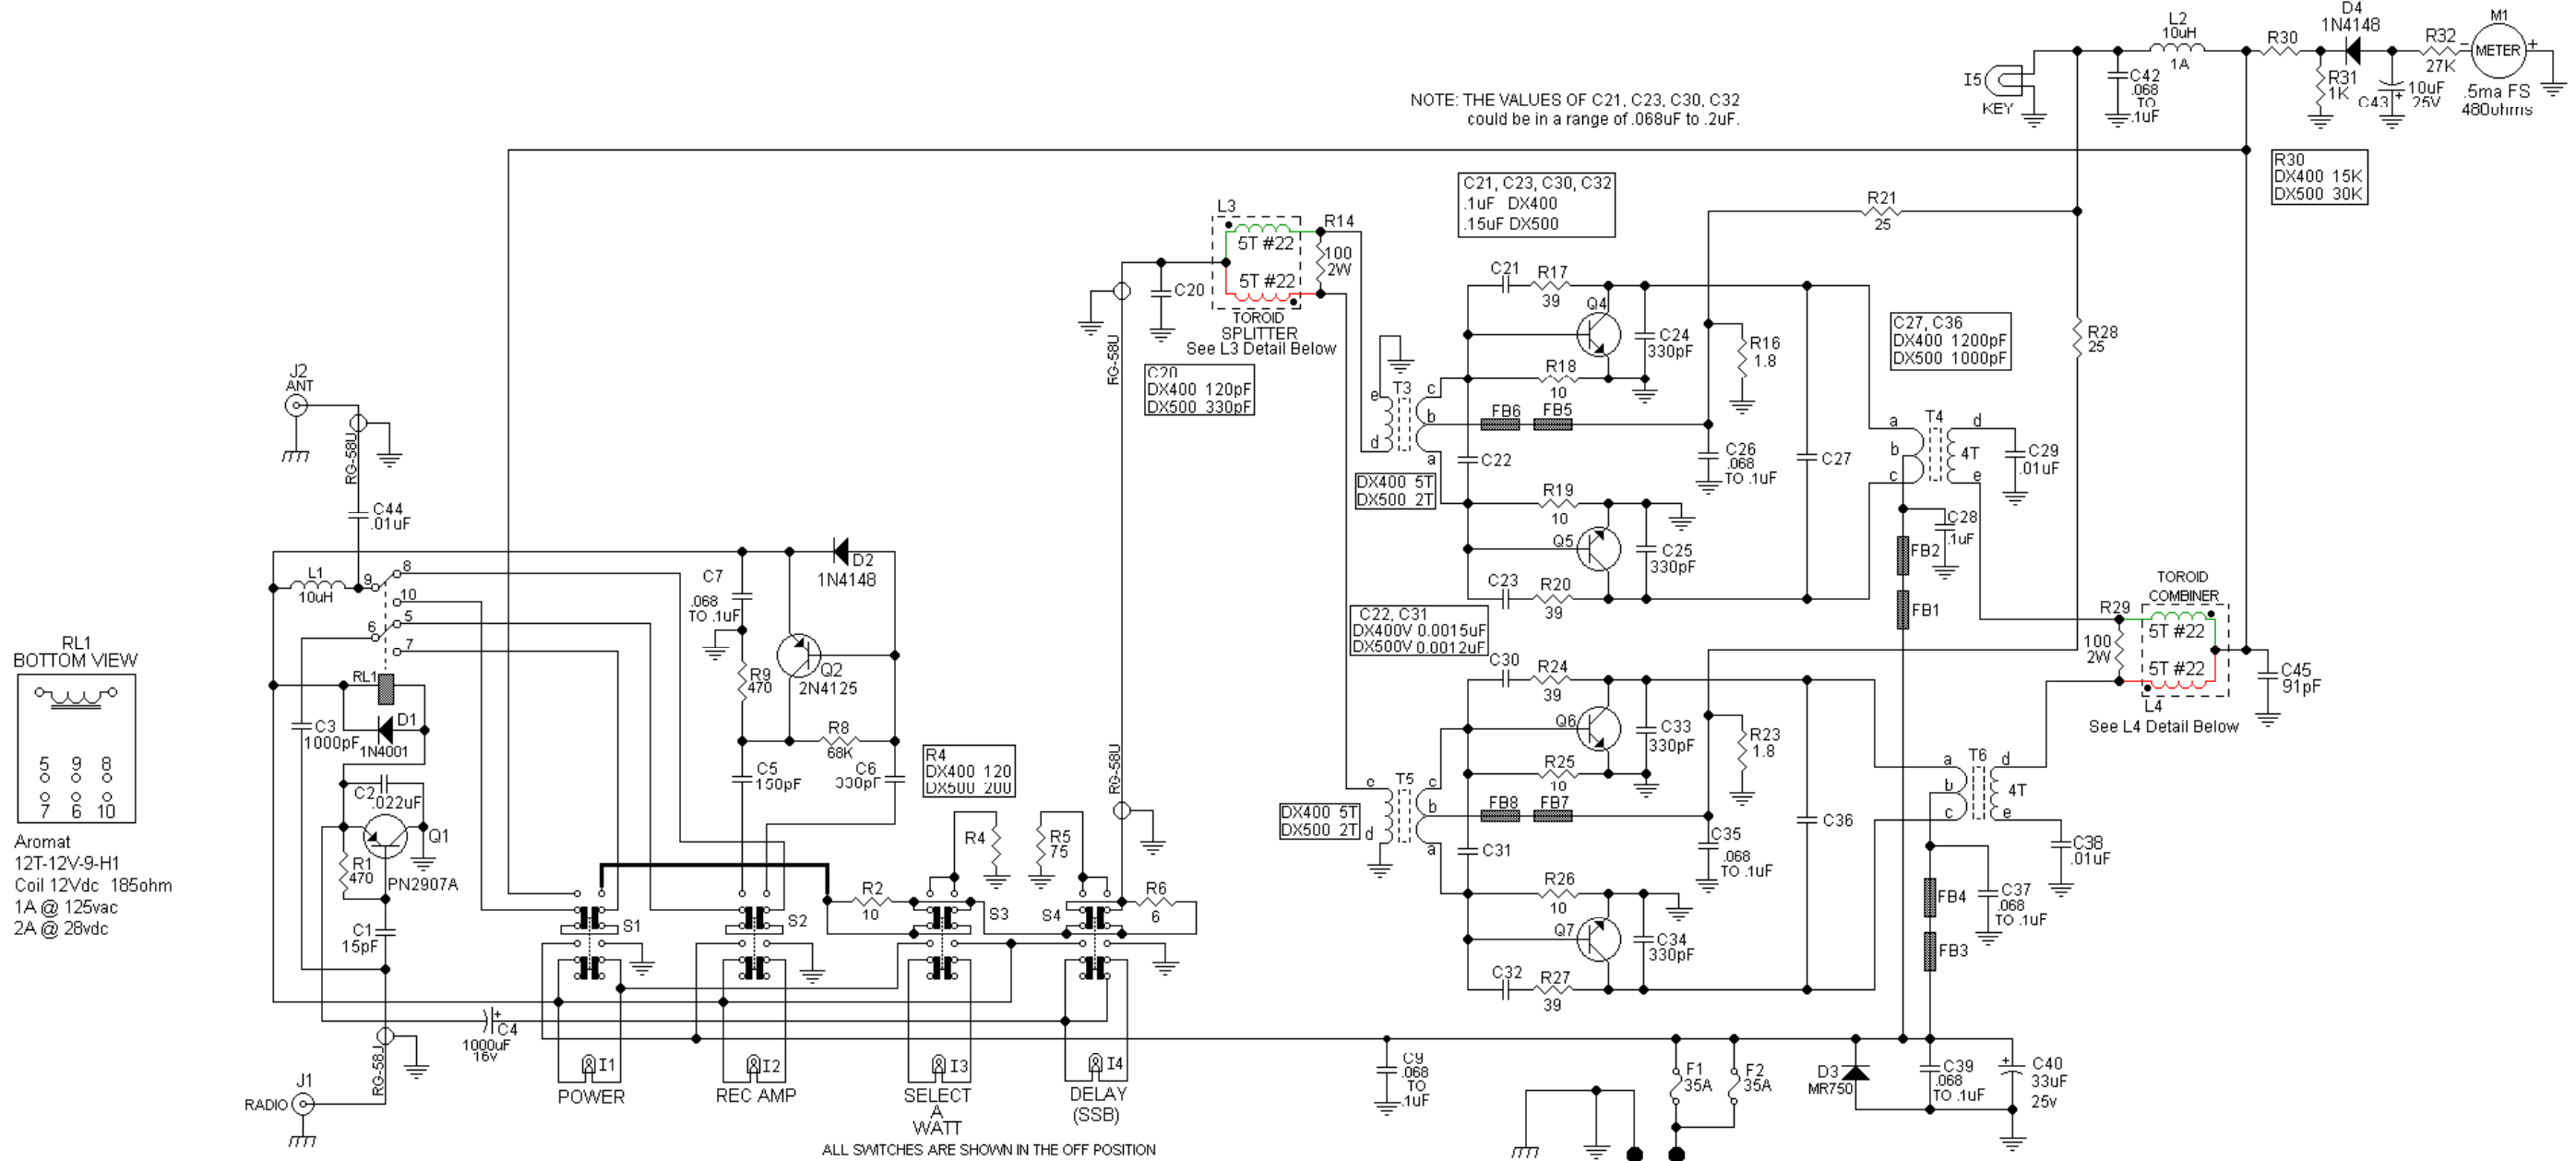 D4
1N4148
L2
10uH
1A
R30
R32
27K
M1
METER
- +
.5ma FS
480ohms
R31
1K
C43
+
10uF
25V
I5
KEY
C42
.068
TO
.1uF
NOTE: THE VALUES OF C21, C23, C30, C32
could be in a range of .068uF to .2uF.
R30
DX400 15K
DX500 30K
C21, C23, C30, C32
.1uF DX400
.15uF DX500
R21
25
L3
5T #22
5T #22
R14
100
2W
TOROID
SPLITTER
See L3 Detail Below
C20
RG-58U
C20
DX400 120pF
DX500 330pF
C21
R17
39
Q4
C24
330pF
R18
10
R16
1.8
C27, C36
DX400 1200pF
DX500 1000pF
R28
25
T3
e
d
c
b
a
FB6
FB5
C22
C26
.068
TO .1uF
C27
DX400 5T
DX500 2T
R19
10
Q5
C25
330pF
C23
R20
39
T4
a
b
c
d
e
4T
C29
.01uF
C28
.1uF
FB2
FB1
J2
ANT
RG-58U
C44
.01uF
L1
10uH
9
8
10
5
6
7
RL1
D1
1N4001
C3
1000pF
C2
.022uF
Q1
PN2907A
R1
470
C1
15pF
RL1
BOTTOM VIEW
5 9 8
7 6 10
Aromat
12T-12V-9-H1
Coil 12Vdc 185ohm
1A @ 125vac
2A @ 28vdc
C7
.068
TO .1uF
D2
1N4148
Q2
2N4125
R9
470
R8
68K
C5
150pF
C6
330pF
R4
DX400 120
DX500 200
R4
R5
75
RG-58U
R2
10
R6
6
S1
S2
S3
S4
C22, C31
DX400V 0.0015uF
DX500V 0.0012uF
C30
R24
39
Q6
C33
330pF
R25
10
R23
1.8
TOROID
COMBINER
R29
100
2W
5T #22
5T #22
L4
See L4 Detail Below
C45
91pF
T5
e
d
c
b
a
DX400 5T
DX500 2T
FB8
FB7
C31
C35
.068
TO .1uF
C36
R26
10
Q7
C34
330pF
C32
R27
39
T6
a
b
c
d
e
4T
C38
.01uF
C37
.068
TO .1uF
FB4
FB3
+
C4
1000uF
16v
RG-58U
J1
RADIO
I1
POWER
I2
REC AMP
I3
SELECT
A
WATT
I4
DELAY
(SSB)
ALL SWITCHES ARE SHOWN IN THE OFF POSITION
C9
.068
TO
.1uF
F1
35A
F2
35A
D3
MR750
C39
.068
TO .1uF
+
C40
33uF
25v